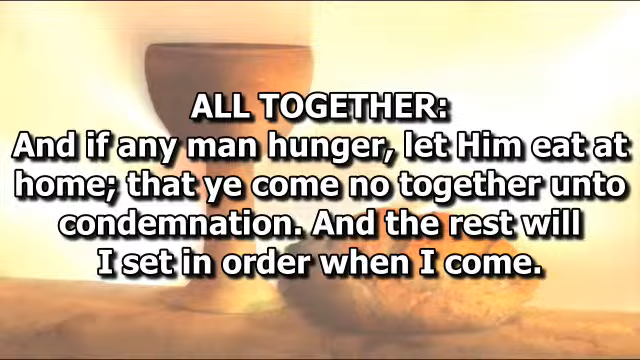 ALL TOGETHER:
And if any man hunger, let Him eat at
home; that ye come no together unto
condemnation. And the rest will
I set in order when I come.